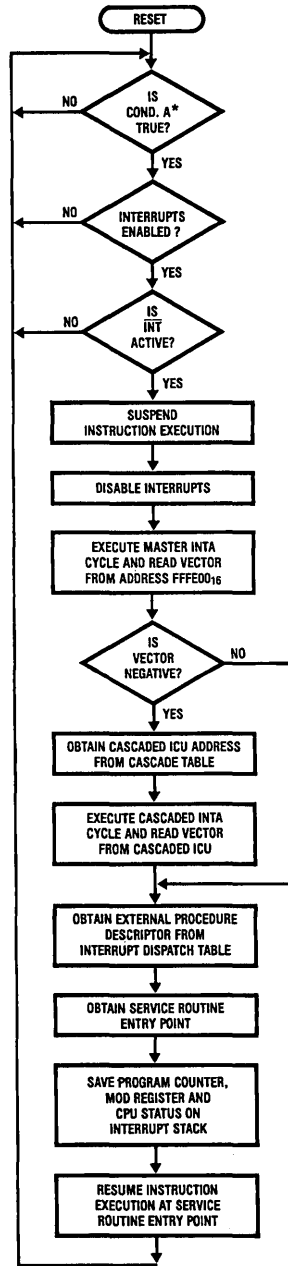 RESET
IS
COND. A*
TRUE?
NO
YES
INTERRUPTS
ENABLED ?
NO
YES
IS
INT
ACTIVE?
NO
YES
SUSPEND
INSTRUCTION EXECUTION
DISABLE INTERRUPTS
EXECUTE MASTER INTA
CYCLE AND READ VECTOR
FROM ADDRESS FFFE00₁₆
IS
VECTOR
NEGATIVE?
NO
YES
OBTAIN CASCADED ICU ADDRESS
FROM CASCADE TABLE
EXECUTE CASCADED INTA
CYCLE AND READ VECTOR
FROM CASCADED ICU
OBTAIN EXTERNAL PROCEDURE
DESCRIPTOR FROM
INTERRUPT DISPATCH TABLE
OBTAIN SERVICE ROUTINE
ENTRY POINT
SAVE PROGRAM COUNTER,
MOD REGISTER AND
CPU STATUS ON
INTERRUPT STACK
RESUME INSTRUCTION
EXECUTION AT SERVICE
ROUTINE ENTRY POINT